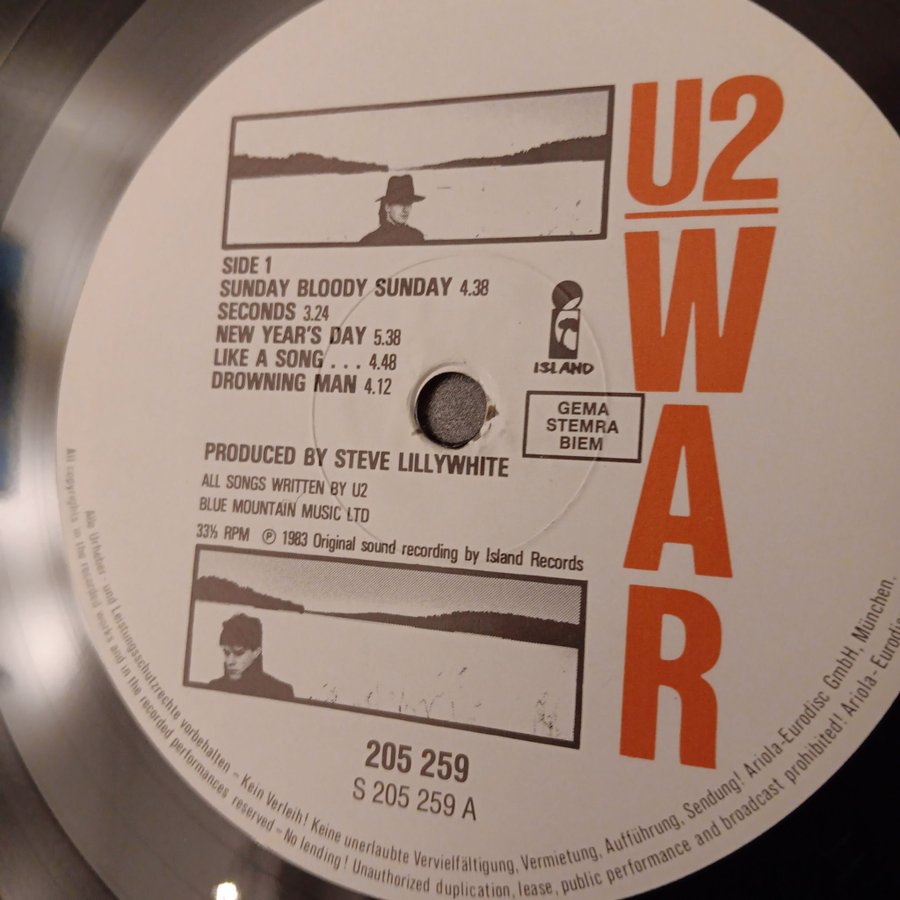 U2
WAR
SIDE 1
SUNDAY BLOODY SUNDAY 4.38
SECONDS 3.24
NEW YEAR'S DAY 5.38
LIKE A SONG . . . 4.48
DROWNING MAN 4.12
ISLAND
GEMA
STEMRA
BIEM
PRODUCED BY STEVE LILLYWHITE
ALL SONGS WRITTEN BY U2
BLUE MOUNTAIN MUSIC LTD
33⅓ RPM ℗ 1983 Original sound recording by Island Records
205 259
S 205 259 A
Alle Urheber- und Leistungsschutzrechte vorbehalten – Kein Verleih! Keine unerlaubte Vervielfältigung, Vermietung, Aufführung, Sendung! Ariola-Eurodisc GmbH, München.
All copyrights in the recorded works and in the recorded performances reserved – No lending! Unauthorized duplication, lease, public performance and broadcast prohibited! Ariola-Eurodisc